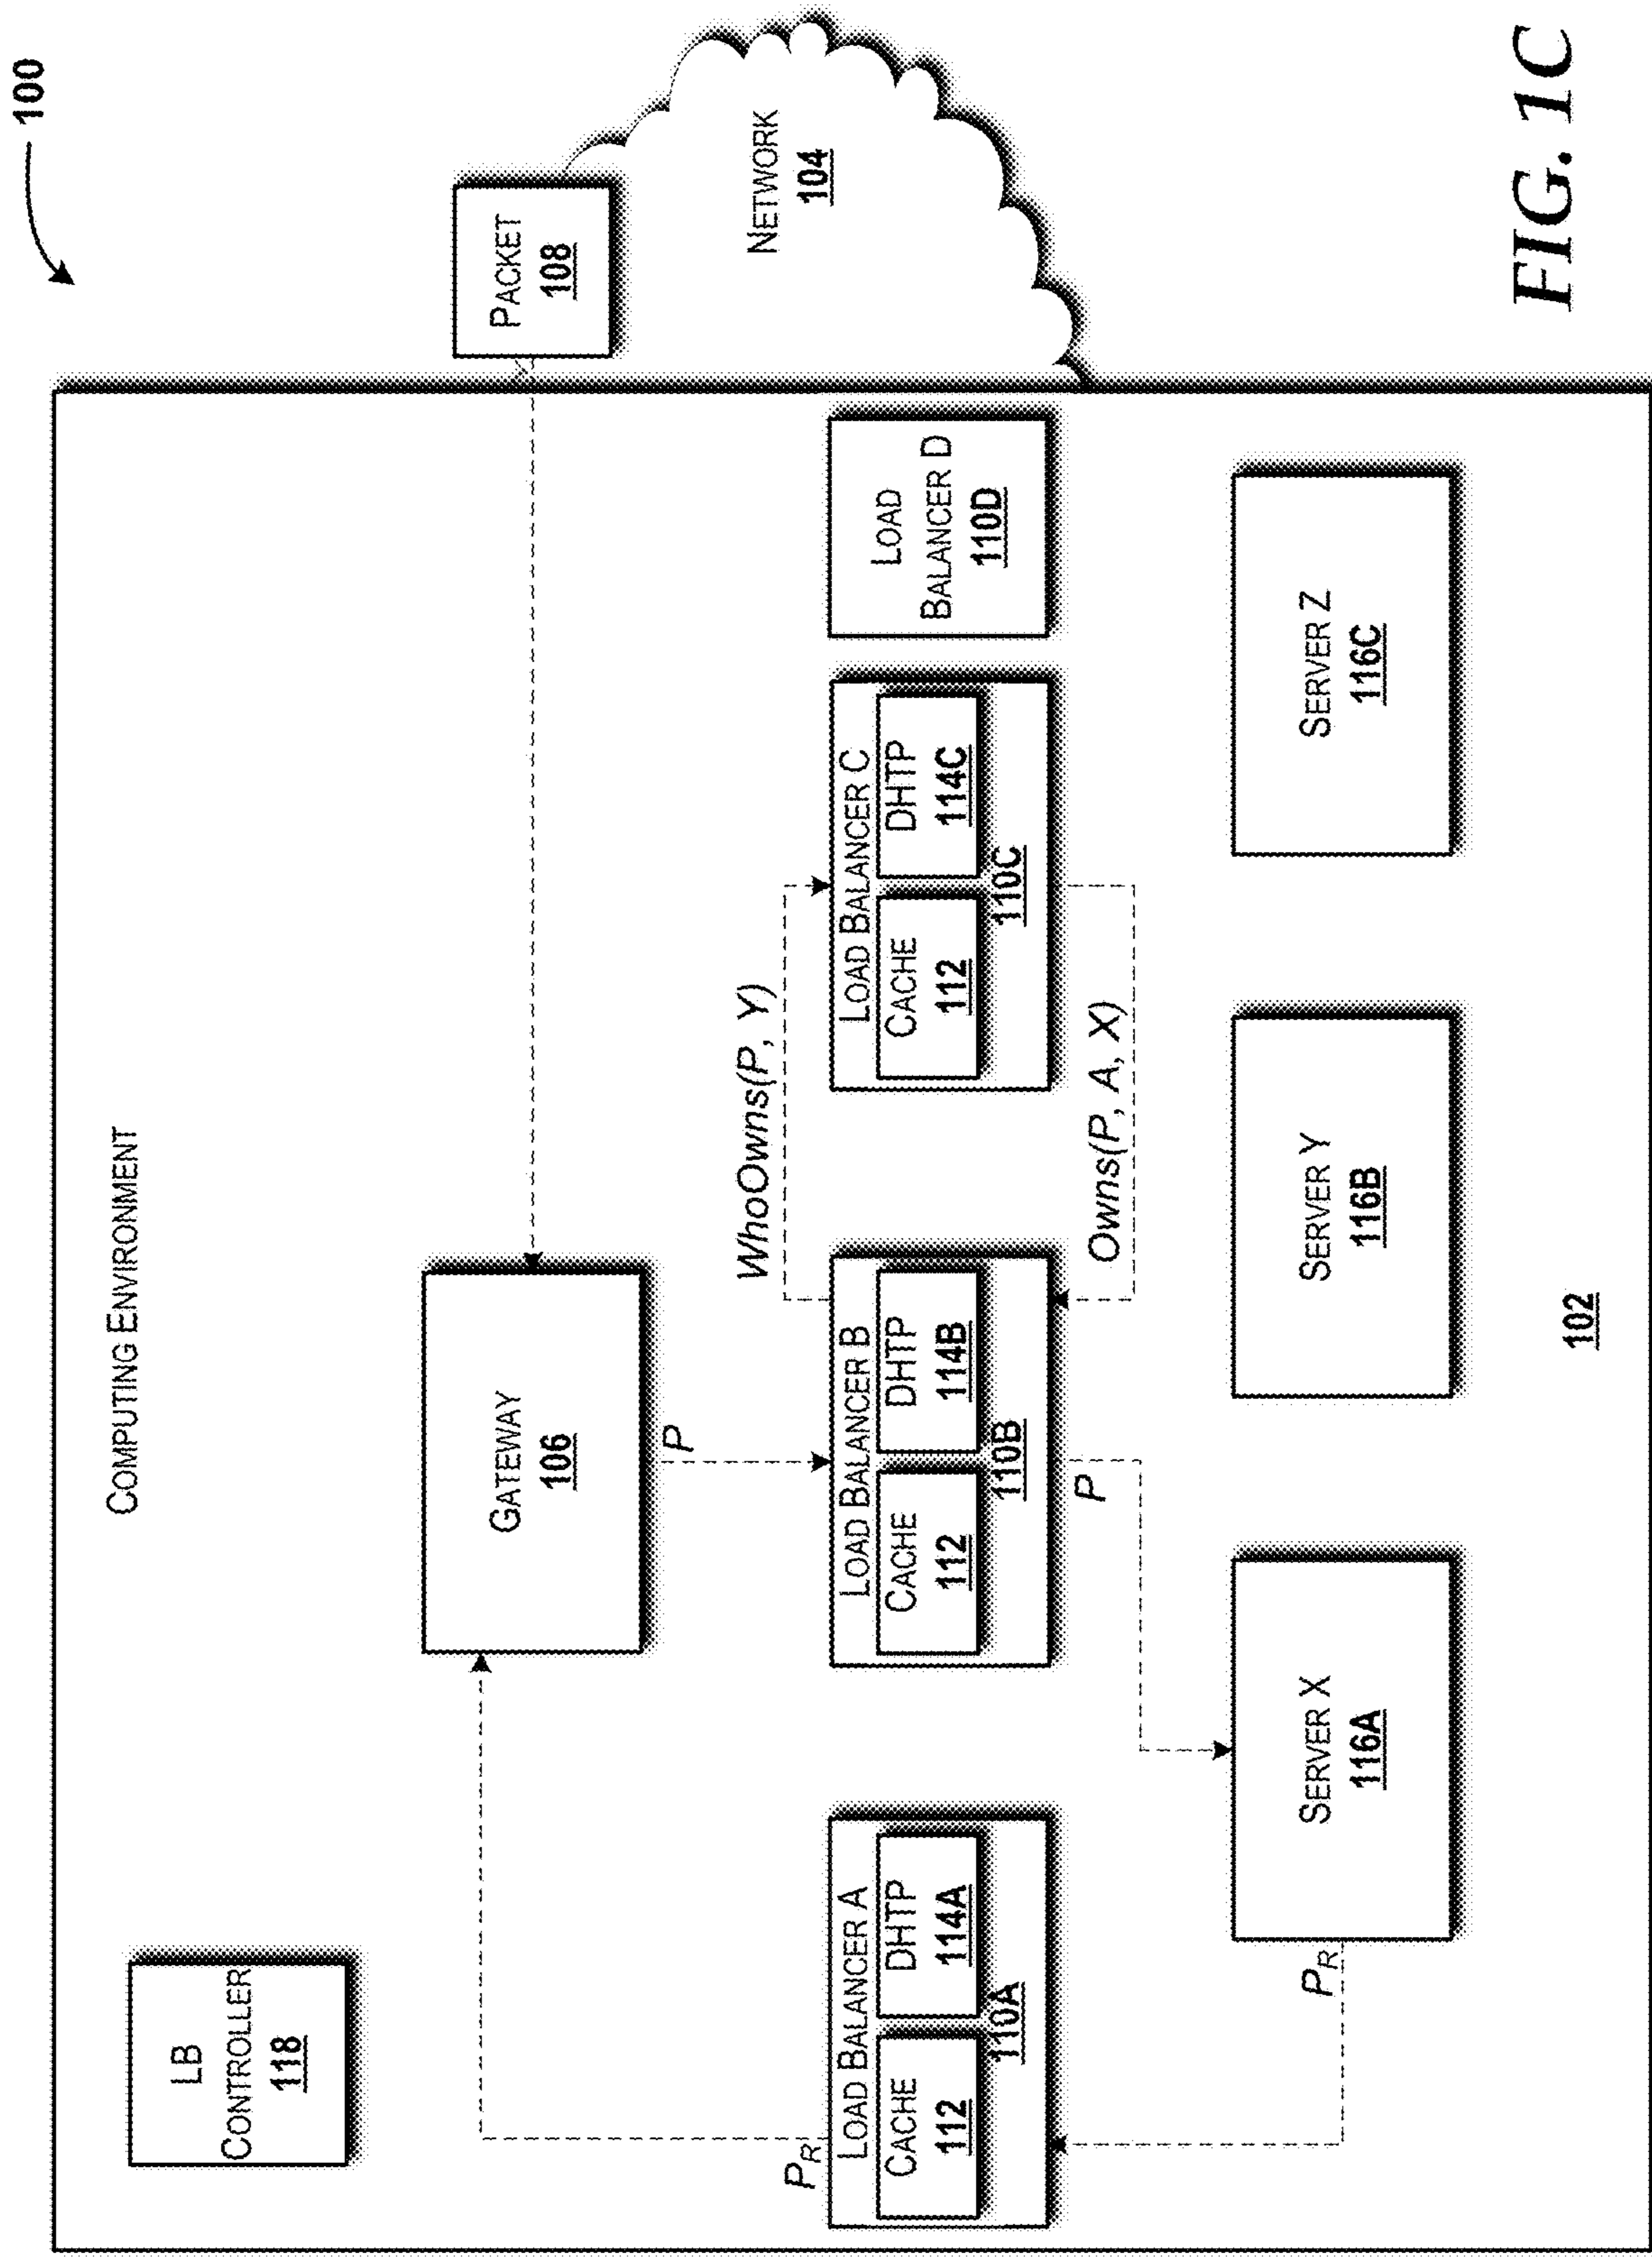 100
COMPUTING ENVIRONMENT
LB
CONTROLLER
118
GATEWAY
106
PACKET
108
NETWORK
104
P
P_R
WhoOwns(P, Y)
LOAD BALANCER A
CACHE
112
DHTP
114A
110A
LOAD BALANCER B
CACHE
112
DHTP
114B
110B
LOAD BALANCER C
CACHE
112
DHTP
114C
110C
LOAD
BALANCER D
110D
P
Owns(P, A, X)
P_R
SERVER X
116A
SERVER Y
116B
SERVER Z
116C
102
FIG. 1C